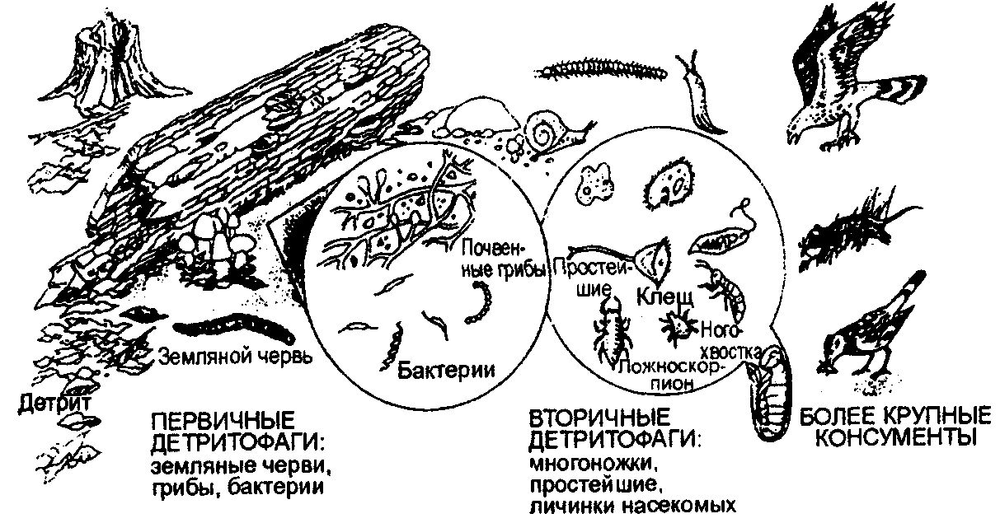 Почвен-
ные грибы
Простей-
шие
Клещ
Ного-
хвостка
Ложноскор-
пион
Земляной червь
Бактерии
Детрит
ПЕРВИЧНЫЕ
ДЕТРИТОФАГИ:
земляные черви,
грибы, бактерии
ВТОРИЧНЫЕ
ДЕТРИТОФАГИ:
многоножки,
простейшие,
личинки насекомых
БОЛЕЕ КРУПНЫЕ
КОНСУМЕНТЫ